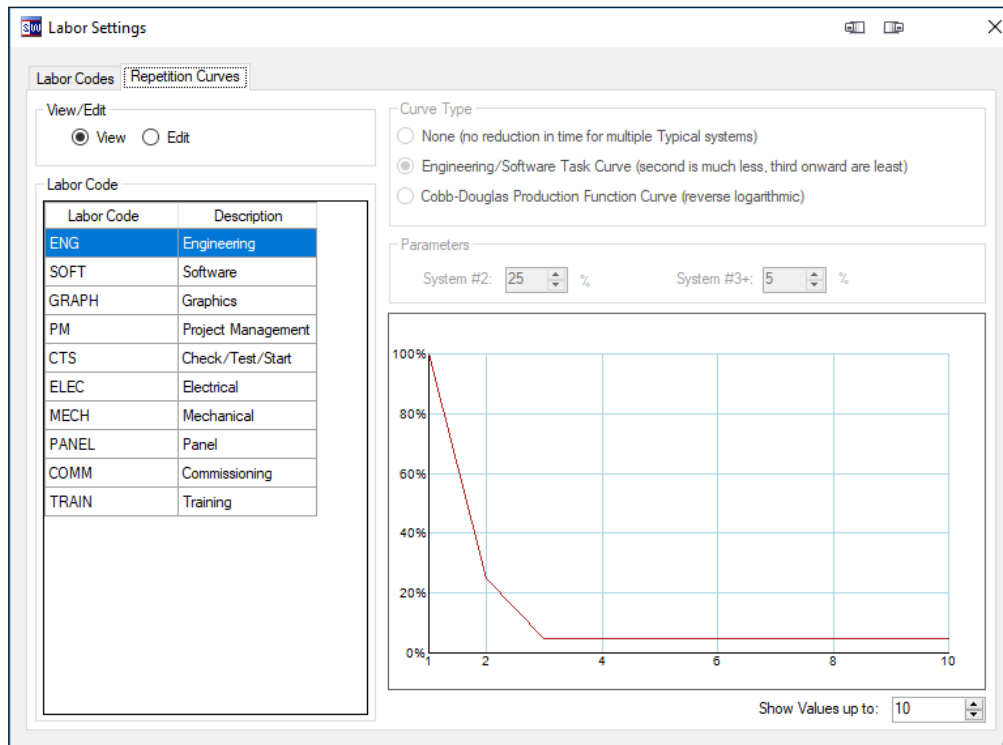 SW Labor Settings
Labor Codes Repetition Curves
View/Edit
View Edit
Labor Code
Labor Code Description
ENG Engineering
SOFT Software
GRAPH Graphics
PM Project Management
CTS Check/Test/Start
ELEC Electrical
MECH Mechanical
PANEL Panel
COMM Commissioning
TRAIN Training
Curve Type
None (no reduction in time for multiple Typical systems)
Engineering/Software Task Curve (second is much less, third onward are least)
Cobb-Douglas Production Function Curve (reverse logarithmic)
Parameters
System #2: 25 % System #3+: 5 %
100%
80%
60%
40%
20%
0%
1 2 4 6 8 10
Show Values up to: 10